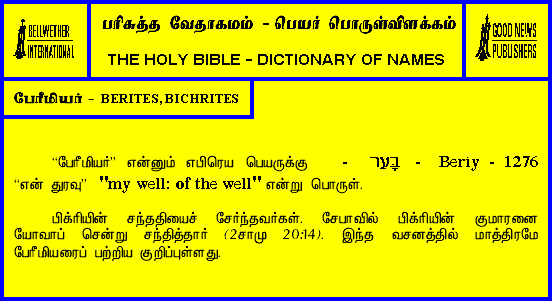 BELLWETHER
INTERNATIONAL
பரிசுத்த வேதாகமம் - பெயர் பொருள்விளக்கம்
THE HOLY BIBLE - DICTIONARY OF NAMES
GOOD NEWS
PUBLISHERS
பேரீமியர் - BERITES, BICHRITES
“பேரீமியர்” என்னும் எபிரெய பெயருக்கு - בָּעֵר - Beriy - 1276
“என் துரவு” "my well: of the well" என்று பொருள்.
பிக்ரியின் சந்ததியைச் சேர்ந்தவர்கள். சேபாவில் பிக்ரியின் குமாரனை
யோவாப் சென்று சந்தித்தார் (2சாமு 20:14). இந்த வசனத்தில் மாத்திரமே
பேரீமியரைப் பற்றிய குறிப்புள்ளது.